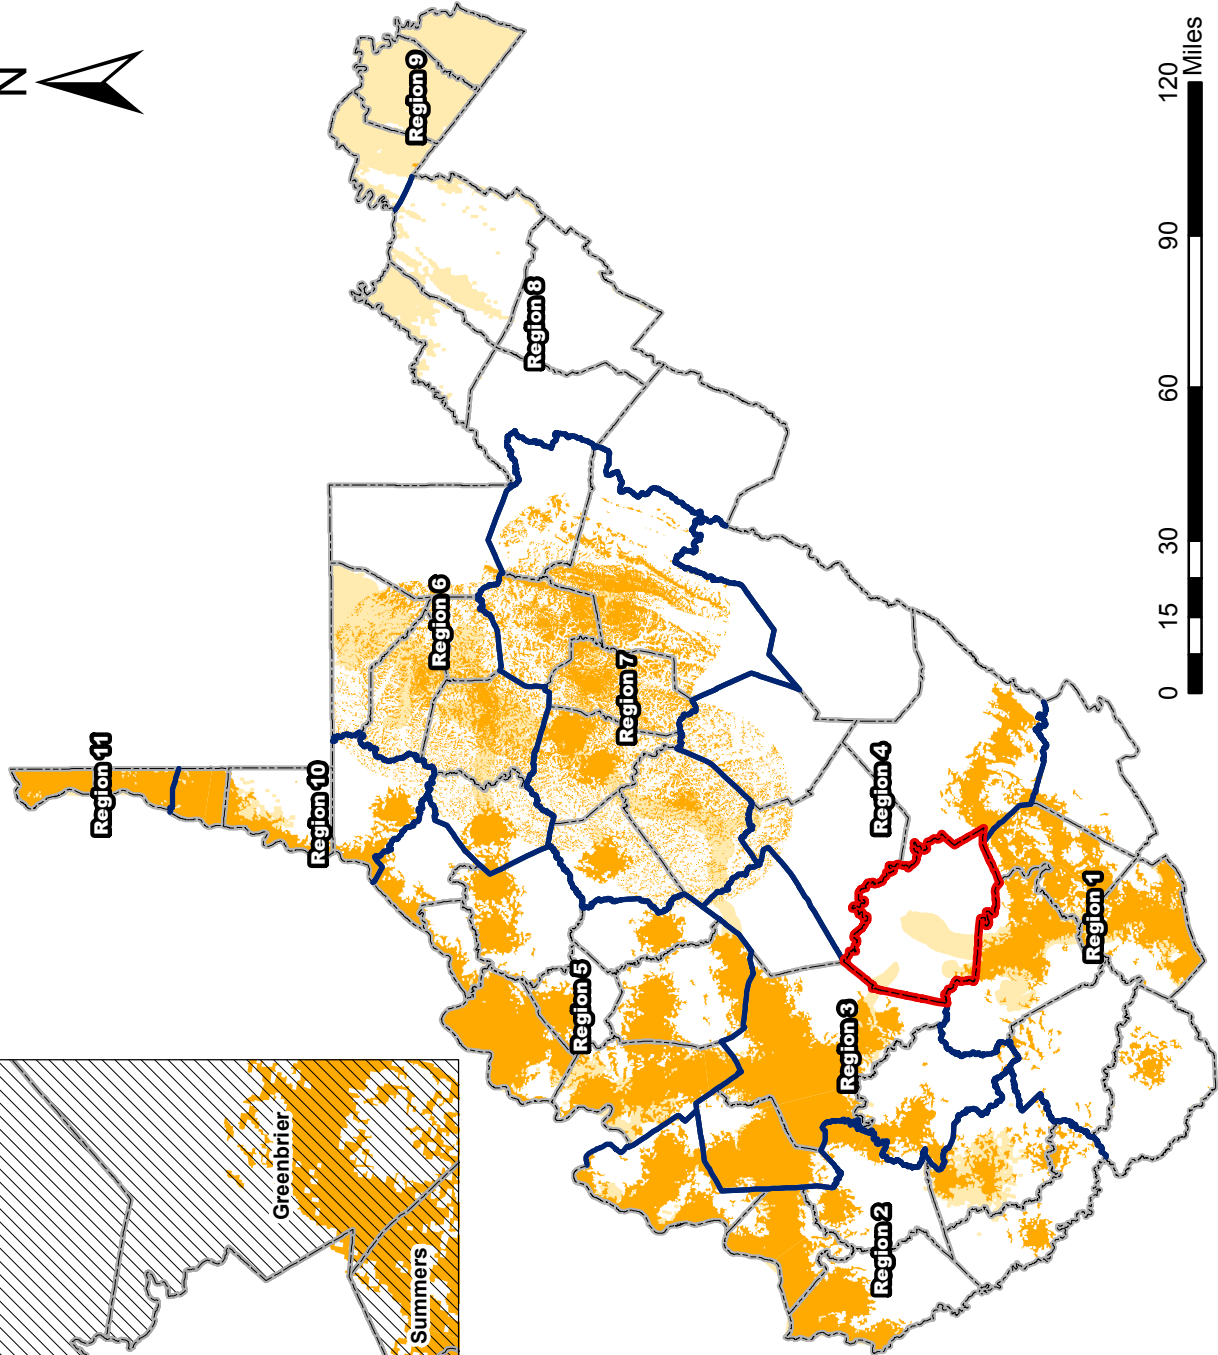 N
Region 11
Region 10
Region 9
Region 6
Region 8
Region 7
Region 5
Region 4
Region 3
Region 1
Region 2
Greenbrier
Summers
0 15 30 60 90 120
Miles